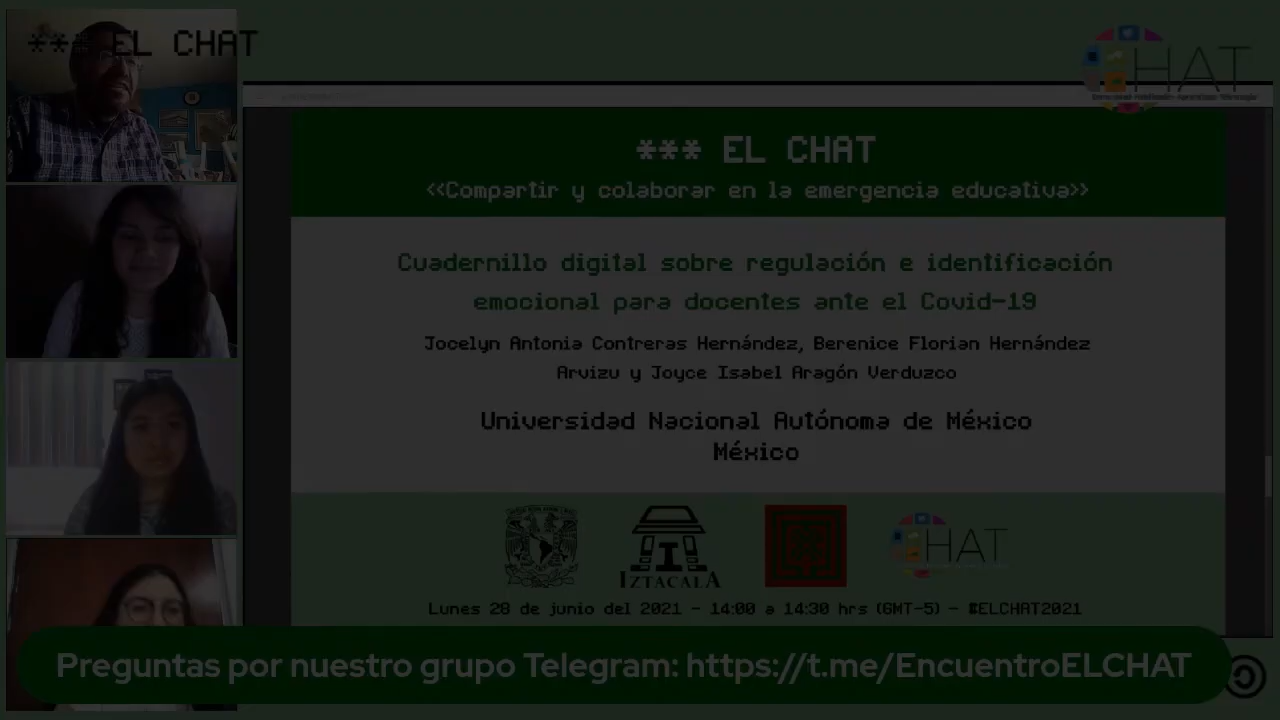 *** EL CHAT
HAT
*** EL CHAT
<<Compartir y colaborar en la emergencia educativa>>
Cuadernillo digital sobre regulación e identificación
emocional para docentes ante el Covid-19
Jocelyn Antonia Contreras Hernández, Berenice Florian Hernández
Arvizu y Joyce Isabel Aragón Verduzco
Universidad Nacional Autónoma de México
México
IZTACALA
HAT
Lunes 28 de junio del 2021 - 14:00 a 14:30 hrs (GMT-5) - #ELCHAT2021
Preguntas por nuestro grupo Telegram: https://t.me/EncuentroELCHAT